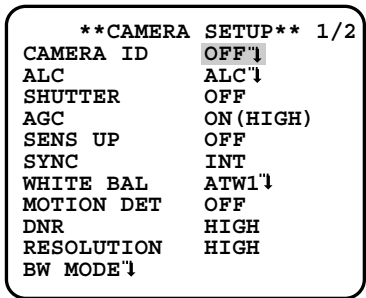 **CAMERA SETUP** 1/2
CAMERA ID OFF
ALC ALC
SHUTTER OFF
AGC ON(HIGH)
SENS UP OFF
SYNC INT
WHITE BAL ATW1
MOTION DET OFF
DNR HIGH
RESOLUTION HIGH
BW MODE